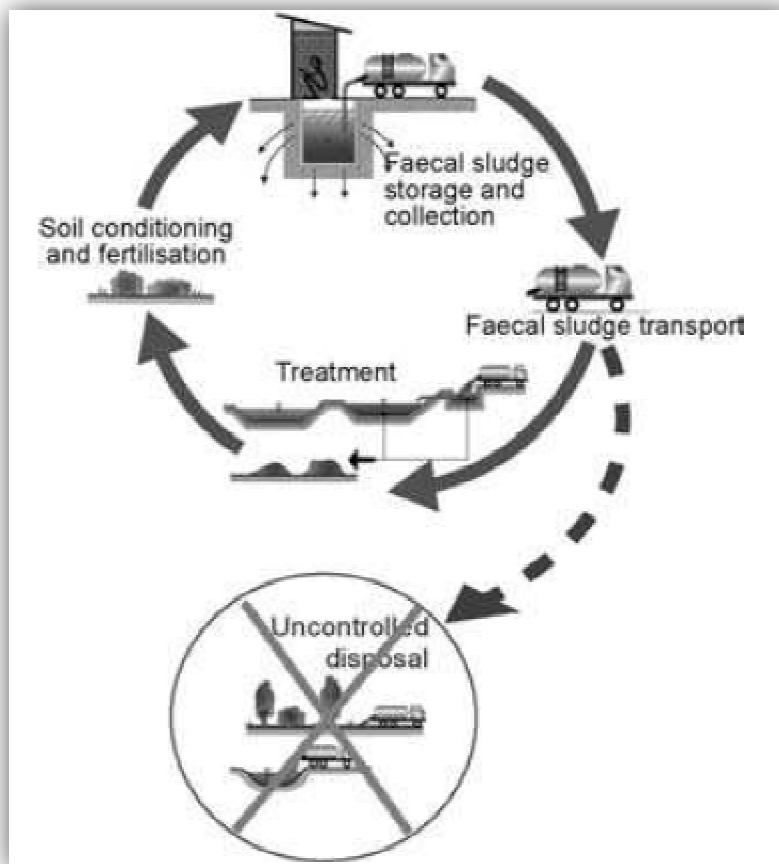 Faecal sludge
storage and
collection
Soil conditioning
and fertilisation
Faecal sludge transport
Treatment
Uncontrolled
disposal